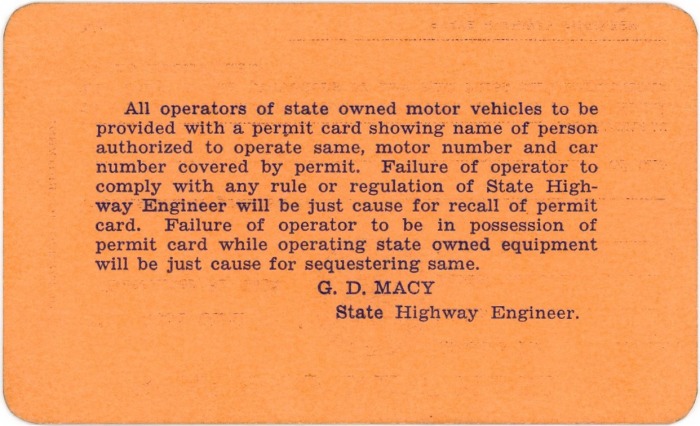 All operators of state owned motor vehicles to be
provided with a permit card showing name of person
authorized to operate same, motor number and car
number covered by permit. Failure of operator to
comply with any rule or regulation of State High-
way Engineer will be just cause for recall of permit
card. Failure of operator to be in possession of
permit card while operating state owned equipment
will be just cause for sequestering same.
G. D. MACY
State Highway Engineer.